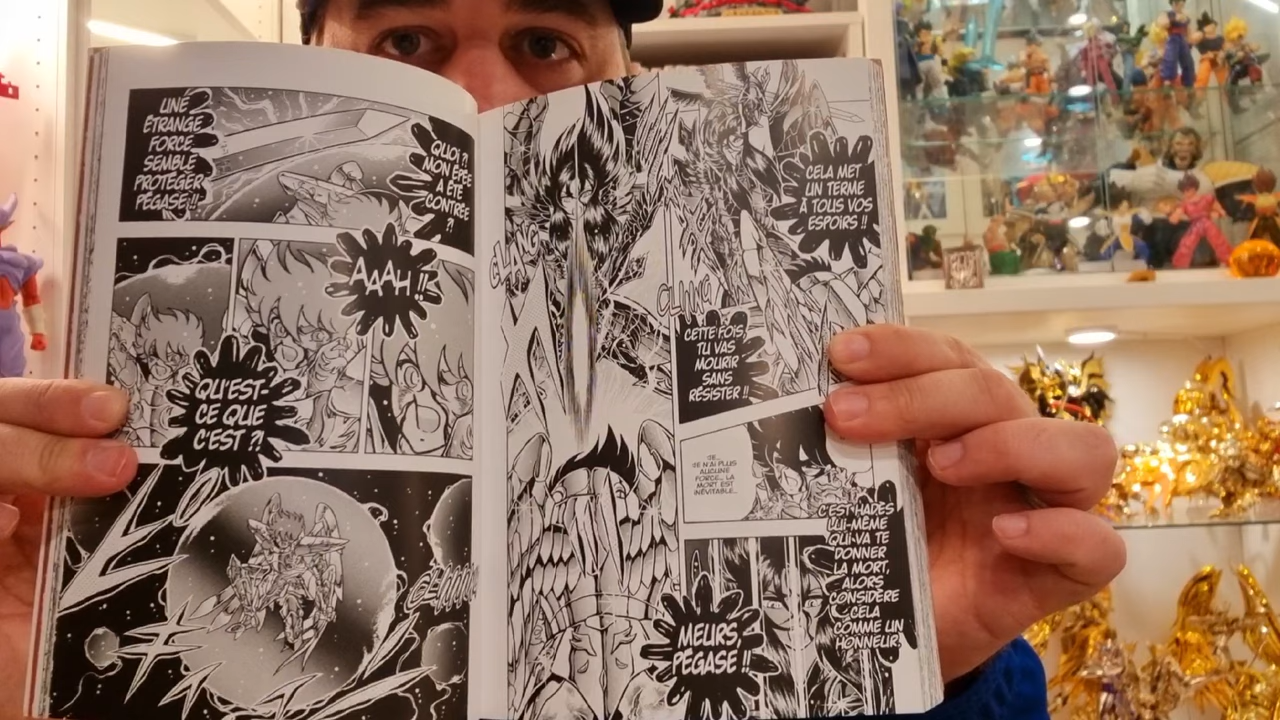 CELA MET
UN TERME
À TOUS VOS
ESPOIRS !!
CLING
CLANG
CETTE FOIS,
TU VAS
MOURIR
SANS
RÉSISTER !!
JE...
JE N'AI PLUS
AUCUNE
FORCE... LA
MORT EST
INÉVITABLE...
C'EST HADÈS
LUI-MÊME
QUI VA TE
DONNER
LA MORT,
ALORS
CONSIDÈRE
CELA
COMME UN
HONNEUR.
MEURS,
PÉGASE !!
QUOI ?!
MON ÉPÉE
A ÉTÉ
CONTRÉE
?!
UNE
ÉTRANGE
FORCE
SEMBLE
PROTÉGER
PÉGASE !!
AAAH !!
QU'EST-
CE QUE
C'EST ?!